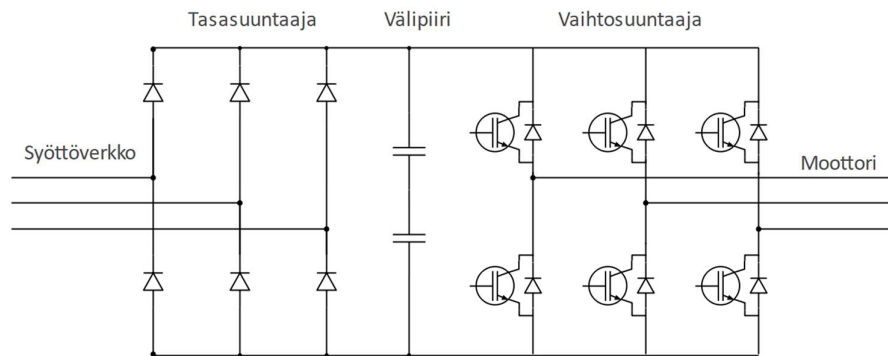 Tasasuuntaaja Välipiiri Vaihtosuuntaaja
Syöttöverkko Moottori